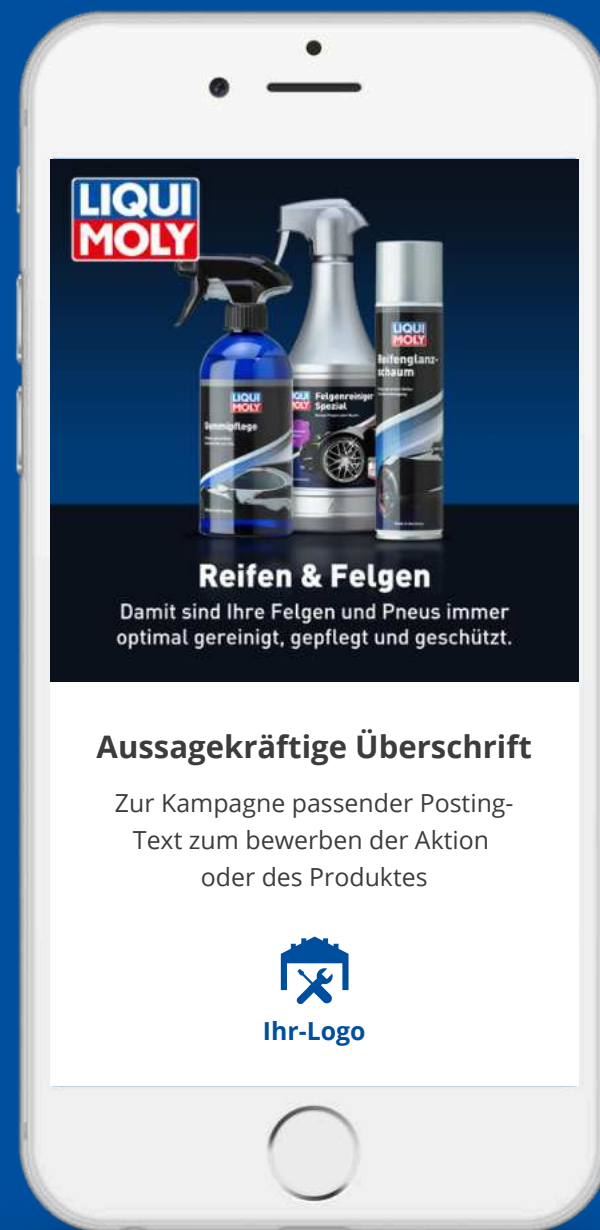 LIQUI
MOLY
LIQUI
MOLY
Reifenglanz-
schaum
LIQUI
MOLY
Gummipflege
LIQUI
MOLY
Felgenreiniger
Spezial
Reifen & Felgen
Damit sind Ihre Felgen und Pneus immer
optimal gereinigt, gepflegt und geschützt.
Aussagekräftige Überschrift
Zur Kampagne passender Posting-
Text zum bewerben der Aktion
oder des Produktes
Ihr-Logo